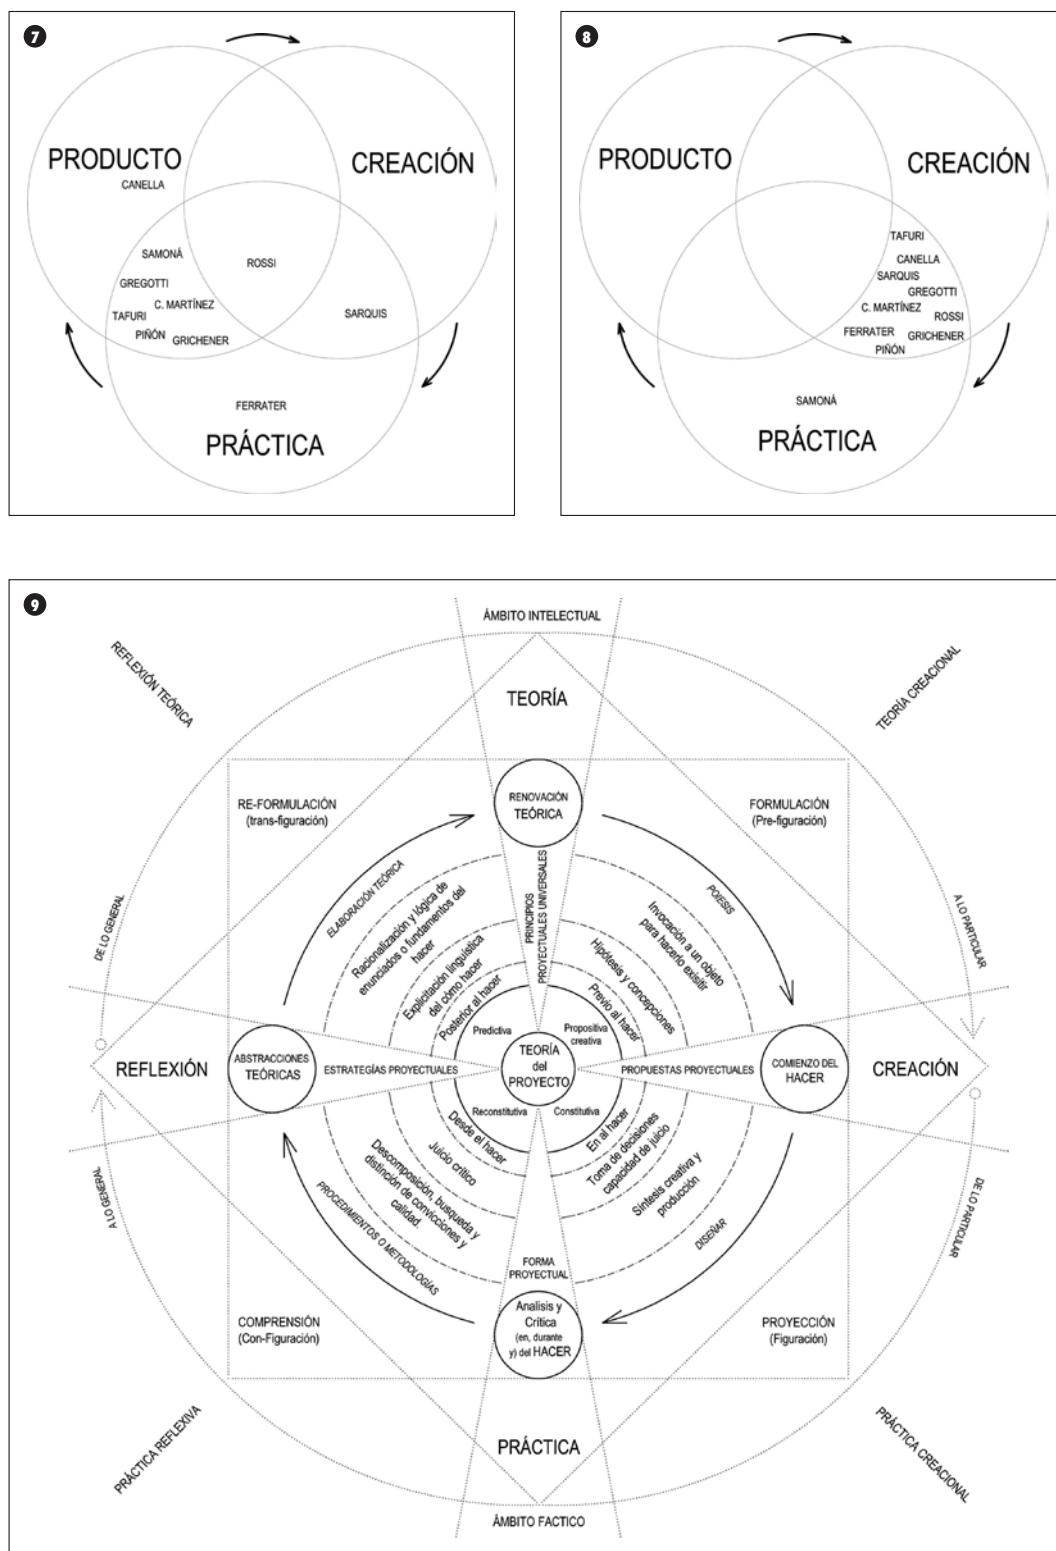 7
PRODUCTO
CREACIÓN
CANELLA
SAMONÁ
ROSSI
GREGOTTI
C. MARTÍNEZ
TAFURI
SARQUIS
PIÑÓN
GRICHENER
FERRATER
PRÁCTICA
8
PRODUCTO
CREACIÓN
TAFURI
CANELLA
SARQUIS
GREGOTTI
C. MARTÍNEZ
ROSSI
FERRATER
GRICHENER
PIÑÓN
SAMONÁ
PRÁCTICA
9
ÁMBITO INTELECTUAL
REFLEXIÓN TEÓRICA
TEORÍA CREACIONAL
TEORÍA
RE-FORMULACIÓN
(trans-figuración)
RENOVACIÓN
TEÓRICA
FORMULACIÓN
(Pre-figuración)
DE LO GENERAL
A LO PARTICULAR
ELABORACIÓN TEÓRICA
Racionalización y lógica de
enunciados o fundamentos del
hacer
Explicitación linguística
del cómo hacer
Posterior al hacer
Predictiva
PRINCIPIOS
PROYECTUALES UNIVERSALES
POIESIS
Invocación a un objeto
para hacerlo exisitir
Hipótesis y concepciones
Previo al hacer
Propositiva
creativa
REFLEXIÓN
ABSTRACCIONES
TEÓRICAS
ESTRATEGÍAS PROYECTUALES
TEORÍA
del
PROYECTO
PROPUESTAS PROYECTUALES
COMIENZO DEL
HACER
CREACIÓN
Reconstitutiva
Desde el hacer
Juicio crítico
Descomposición, busqueda y
distinción de convicciones y
calidad.
PROCEDIMIENTOS O METODOLOGÍAS
Constitutiva
En al hacer
Toma de decisiones
capacidad de juicio
Síntesis creativa y
producción
DISEÑAR
A LO GENERAL
DE LO PARTICULAR
FORMA
PROYECTUAL
Analisis y
Crítica
(en, durante
y) del HACER
COMPRENSIÓN
(Con-Figuración)
PROYECCIÓN
(Figuración)
PRÁCTICA
PRÁCTICA REFLEXIVA
PRÁCTICA CREACIONAL
ÁMBITO FACTICO